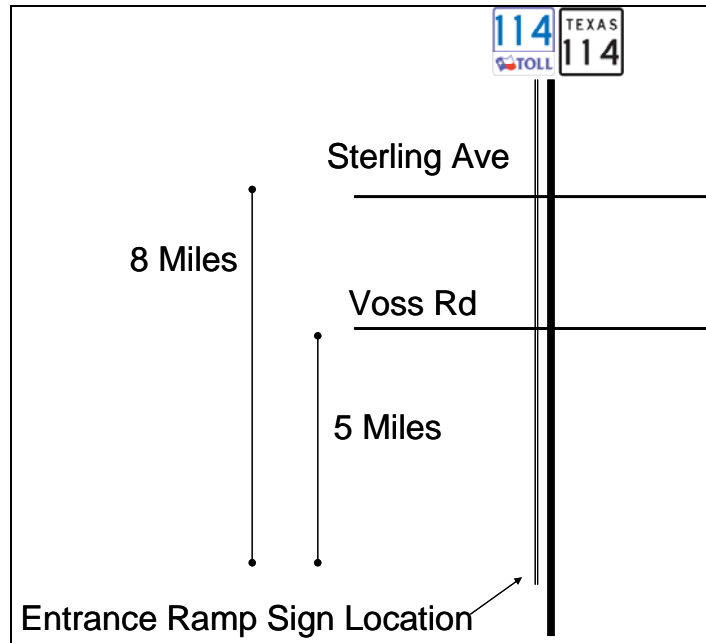 114 TEXAS
TOLL 114
Sterling Ave
8 Miles
Voss Rd
5 Miles
Entrance Ramp Sign Location